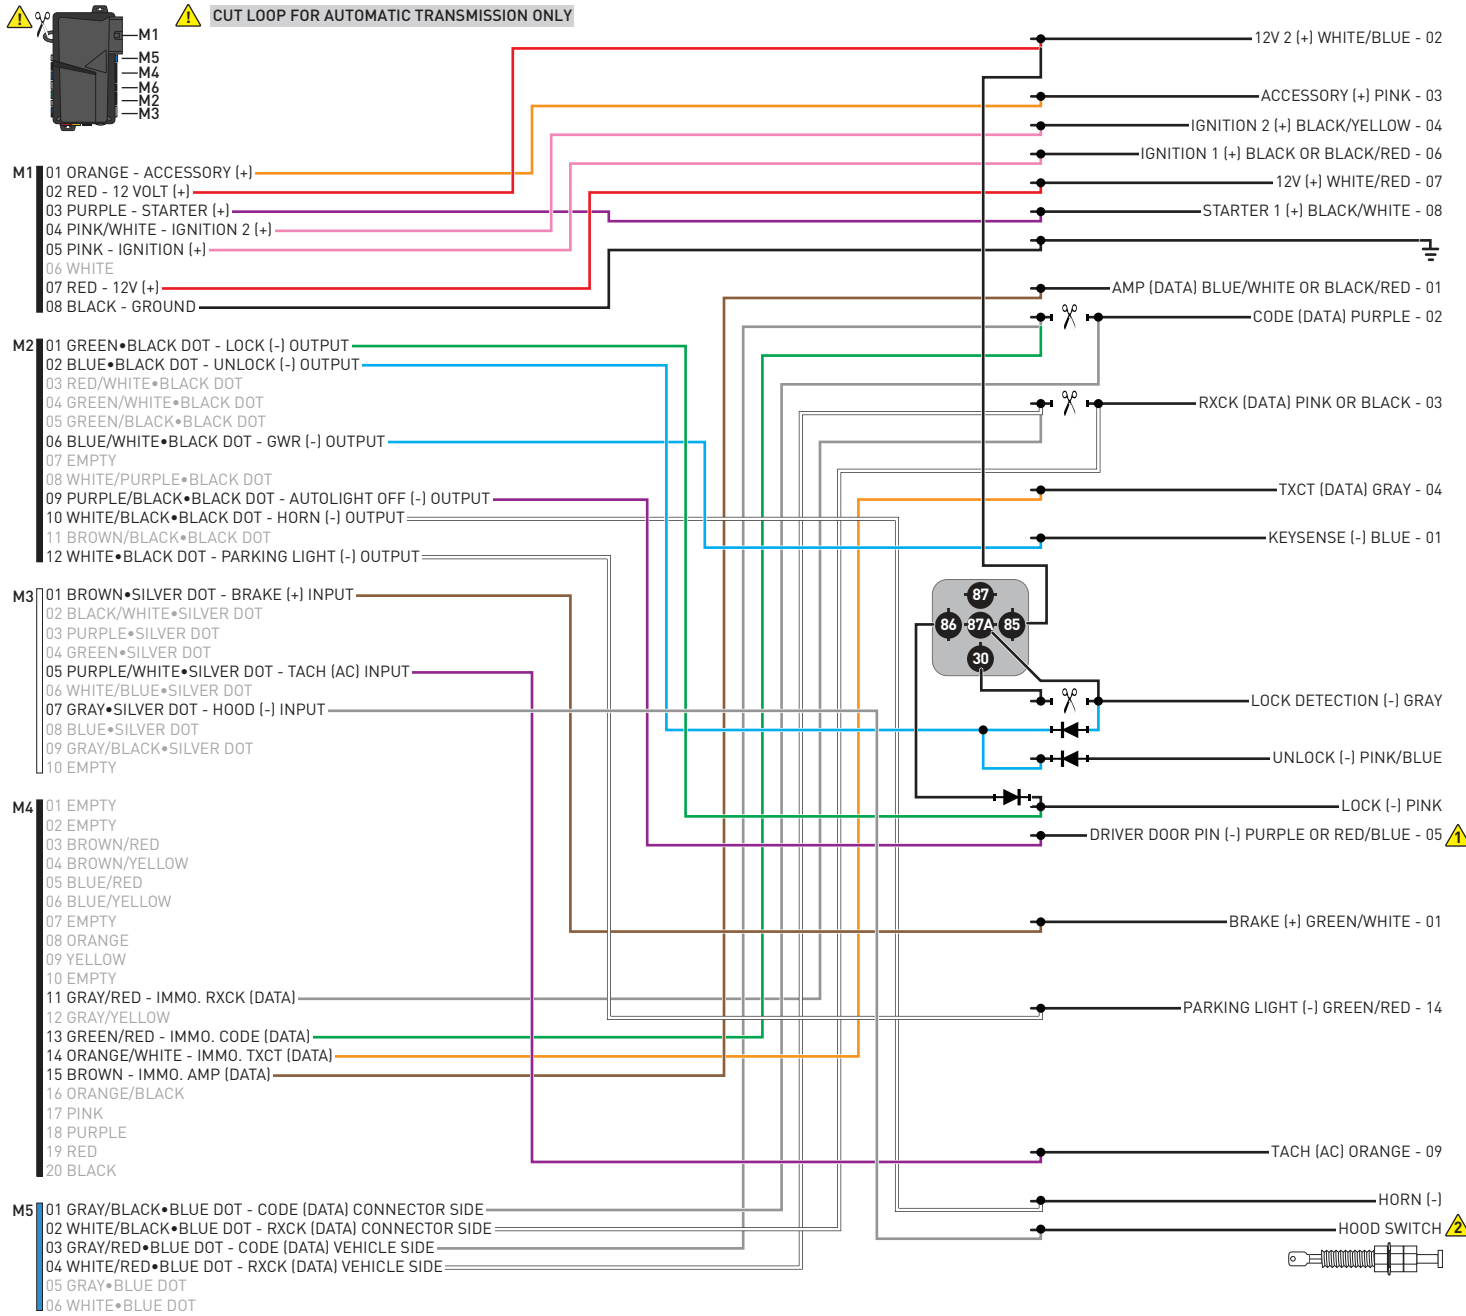 CUT LOOP FOR AUTOMATIC TRANSMISSION ONLY
M1
M5
M4
M6
M2
M3
M1
01 ORANGE - ACCESSORY (+)
02 RED - 12 VOLT (+)
03 PURPLE - STARTER (+)
04 PINK/WHITE - IGNITION 2 (+)
05 PINK - IGNITION (+)
06 WHITE
07 RED - 12V (+)
08 BLACK - GROUND
M2
01 GREEN•BLACK DOT - LOCK (-) OUTPUT
02 BLUE•BLACK DOT - UNLOCK (-) OUTPUT
03 RED/WHITE•BLACK DOT
04 GREEN/WHITE•BLACK DOT
05 GREEN/BLACK•BLACK DOT
06 BLUE/WHITE•BLACK DOT - GWR (-) OUTPUT
07 EMPTY
08 WHITE/PURPLE•BLACK DOT
09 PURPLE/BLACK•BLACK DOT - AUTOLIGHT OFF (-) OUTPUT
10 WHITE/BLACK•BLACK DOT - HORN (-) OUTPUT
11 BROWN/BLACK•BLACK DOT
12 WHITE•BLACK DOT - PARKING LIGHT (-) OUTPUT
M3
01 BROWN•SILVER DOT - BRAKE (+) INPUT
02 BLACK/WHITE•SILVER DOT
03 PURPLE•SILVER DOT
04 GREEN•SILVER DOT
05 PURPLE/WHITE•SILVER DOT - TACH (AC) INPUT
06 WHITE/BLUE•SILVER DOT
07 GRAY•SILVER DOT - HOOD (-) INPUT
08 BLUE•SILVER DOT
09 GRAY/BLACK•SILVER DOT
10 EMPTY
M4
01 EMPTY
02 EMPTY
03 BROWN/RED
04 BROWN/YELLOW
05 BLUE/RED
06 BLUE/YELLOW
07 EMPTY
08 ORANGE
09 YELLOW
10 EMPTY
11 GRAY/RED - IMMO. RXCK (DATA)
12 GRAY/YELLOW
13 GREEN/RED - IMMO. CODE (DATA)
14 ORANGE/WHITE - IMMO. TXCT (DATA)
15 BROWN - IMMO. AMP (DATA)
16 ORANGE/BLACK
17 PINK
18 PURPLE
19 RED
20 BLACK
M5
01 GRAY/BLACK•BLUE DOT - CODE (DATA) CONNECTOR SIDE
02 WHITE/BLACK•BLUE DOT - RXCK (DATA) CONNECTOR SIDE
03 GRAY/RED•BLUE DOT - CODE (DATA) VEHICLE SIDE
04 WHITE/RED•BLUE DOT - RXCK (DATA) VEHICLE SIDE
05 GRAY•BLUE DOT
06 WHITE•BLUE DOT
12V 2 (+) WHITE/BLUE - 02
ACCESSORY (+) PINK - 03
IGNITION 2 (+) BLACK/YELLOW - 04
IGNITION 1 (+) BLACK OR BLACK/RED - 06
12V (+) WHITE/RED - 07
STARTER 1 (+) BLACK/WHITE - 08
AMP (DATA) BLUE/WHITE OR BLACK/RED - 01
CODE (DATA) PURPLE - 02
RXCK (DATA) PINK OR BLACK - 03
TXCT (DATA) GRAY - 04
KEYSENSE (-) BLUE - 01
87
86 87A 85
30
LOCK DETECTION (-) GRAY
UNLOCK (-) PINK/BLUE
LOCK (-) PINK
DRIVER DOOR PIN (-) PURPLE OR RED/BLUE - 05 1
BRAKE (+) GREEN/WHITE - 01
PARKING LIGHT (-) GREEN/RED - 14
TACH (AC) ORANGE - 09
HORN (-)
HOOD SWITCH 2